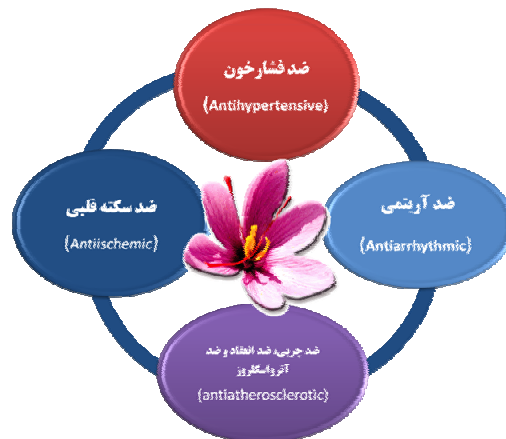 ضد فشارخون
(Antihypertensive)
ضد سکته قلبی
(Antiischemic)
ضد آریتمی
(Antiarrhythmic)
ضد چربی، ضد انعقاد و ضد
آترواسکلروز
(antiatherosclerotic)